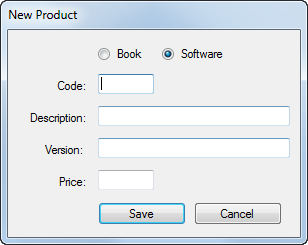 New Product
Book Software
Code:
Description:
Version:
Price:
Save Cancel